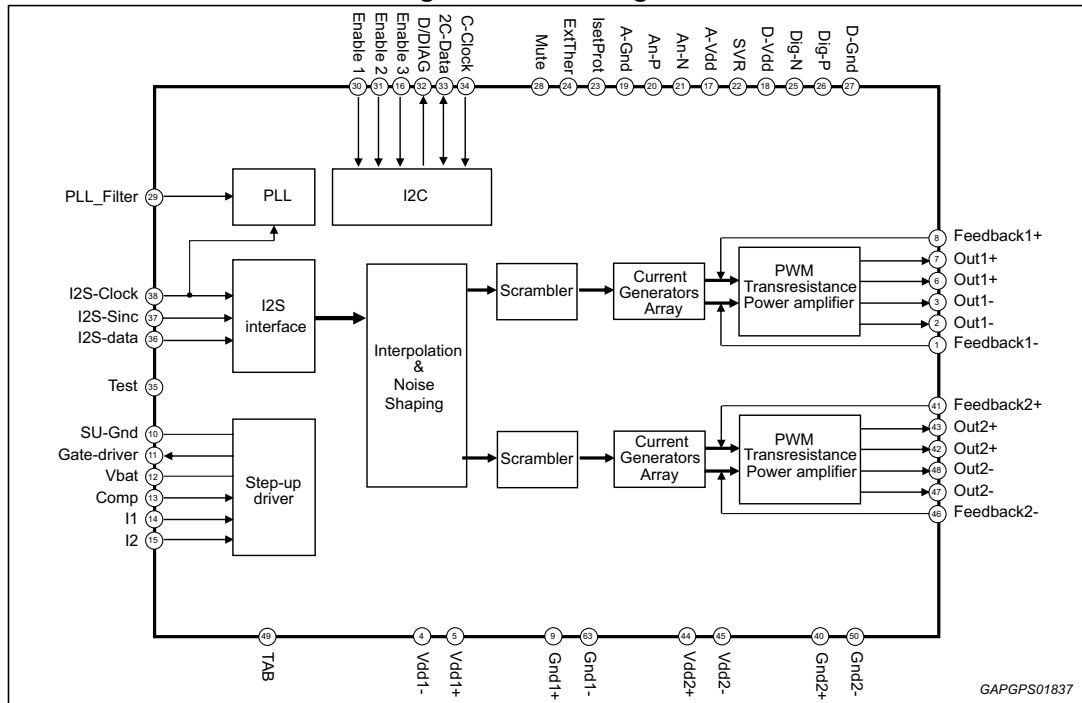 Enable 1
Enable 2
Enable 3
D/DIAG
2C-Data
C-Clock
Mute
ExtTher
IsetProt
A-Gnd
An-P
An-N
A-Vdd
SVR
D-Vdd
Dig-N
Dig-P
D-Gnd
30
31
16
32
33
34
28
24
23
19
20
21
17
22
18
25
26
27
PLL_Filter
29
PLL
I2C
I2S-Clock
38
I2S-Sinc
37
I2S-data
36
I2S
interface
Test
35
SU-Gnd
10
Gate-driver
11
Vbat
12
Comp
13
I1
14
I2
15
Step-up
driver
Interpolation
&
Noise
Shaping
Scrambler
Current
Generators
Array
PWM
Transresistance
Power amplifier
8
Feedback1+
7
Out1+
6
Out1+
3
Out1-
2
Out1-
1
Feedback1-
Scrambler
Current
Generators
Array
PWM
Transresistance
Power amplifier
41
Feedback2+
43
Out2+
42
Out2+
48
Out2-
47
Out2-
46
Feedback2-
49
4
5
9
63
44
45
40
50
TAB
Vdd1-
Vdd1+
Gnd1+
Gnd1-
Vdd2+
Vdd2-
Gnd2+
Gnd2-
GAPGPS01837